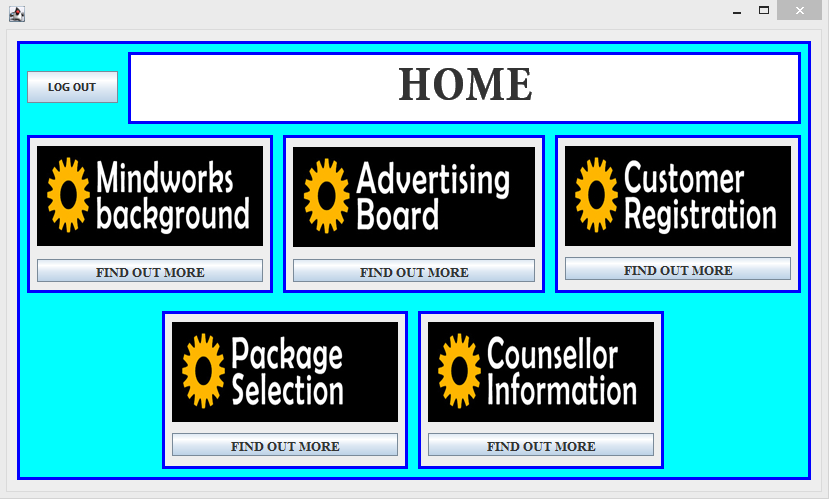 LOG OUT
HOME
Mindworks
background
FIND OUT MORE
Advertising
Board
FIND OUT MORE
Customer
Registration
FIND OUT MORE
Package
Selection
FIND OUT MORE
Counsellor
Information
FIND OUT MORE